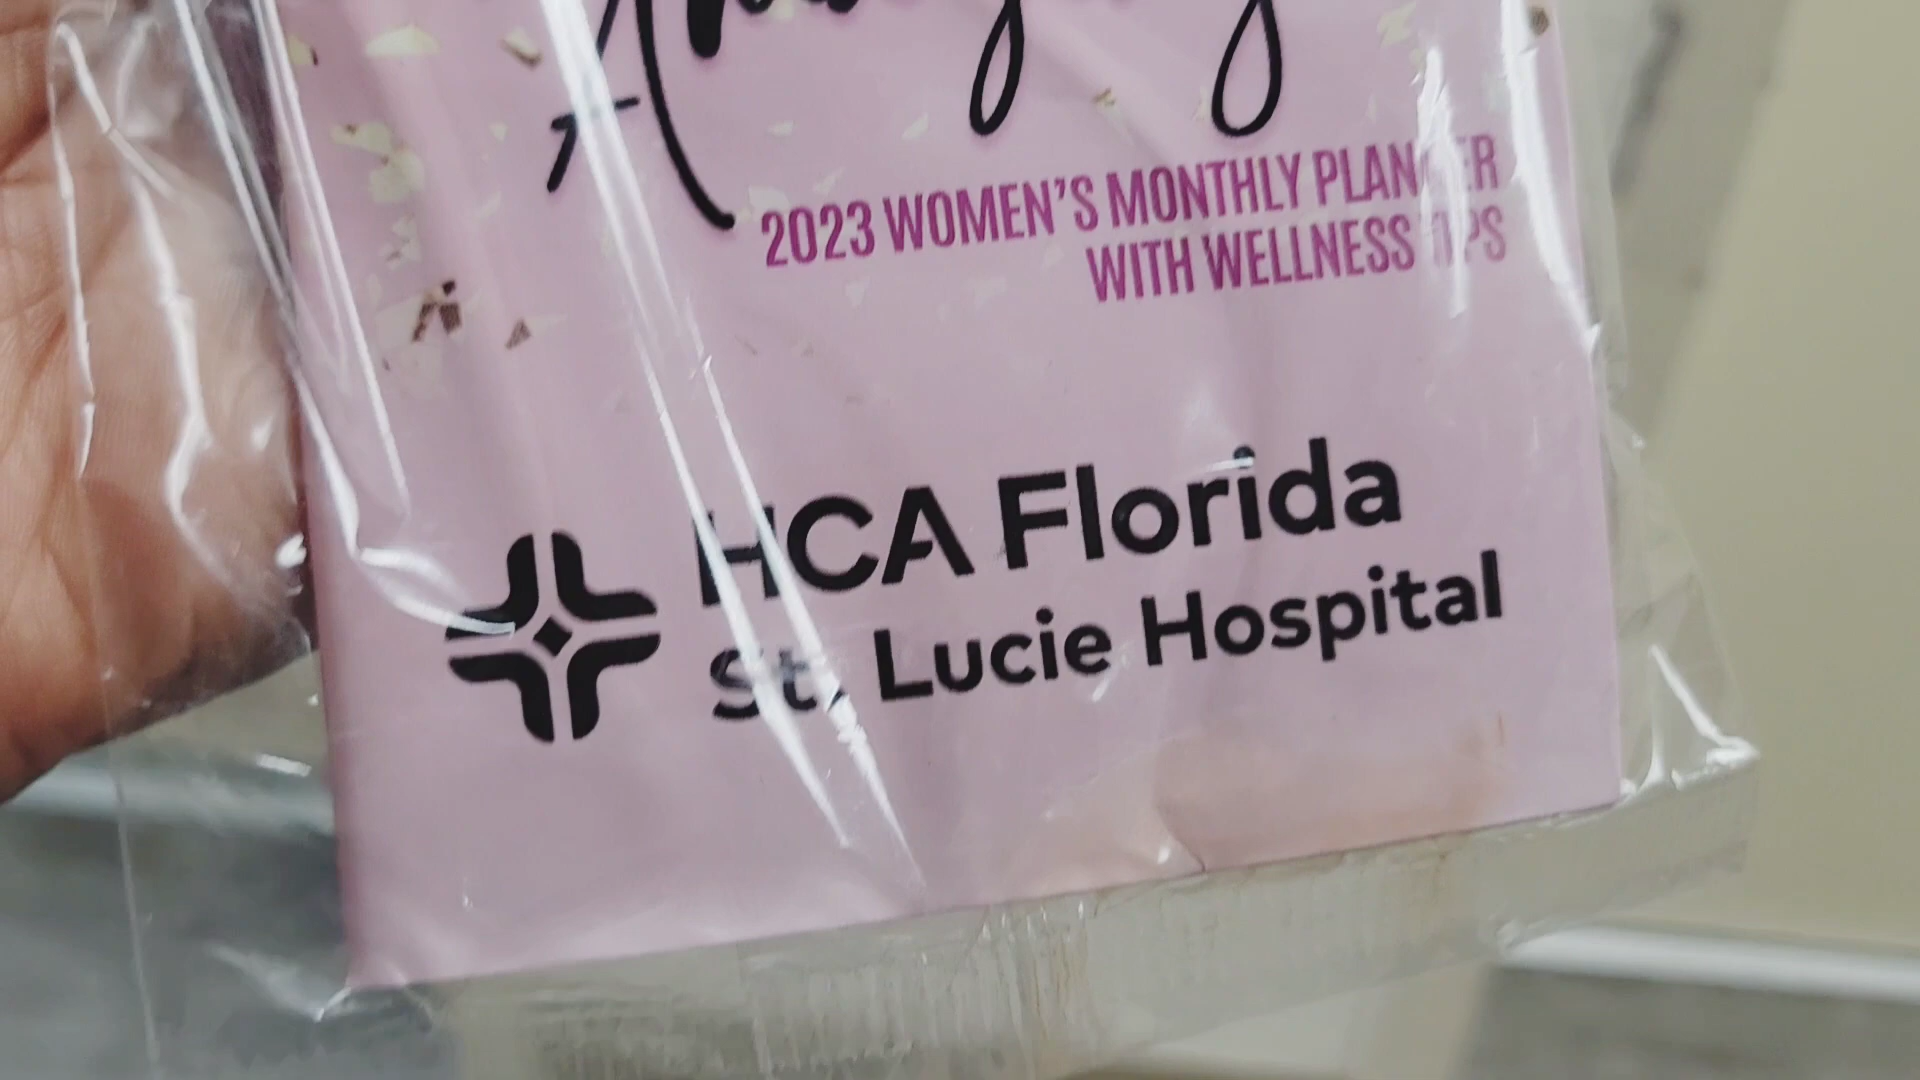 2023 WOMEN'S MONTHLY PLANNER
WITH WELLNESS TIPS
HCA Florida
St. Lucie Hospital